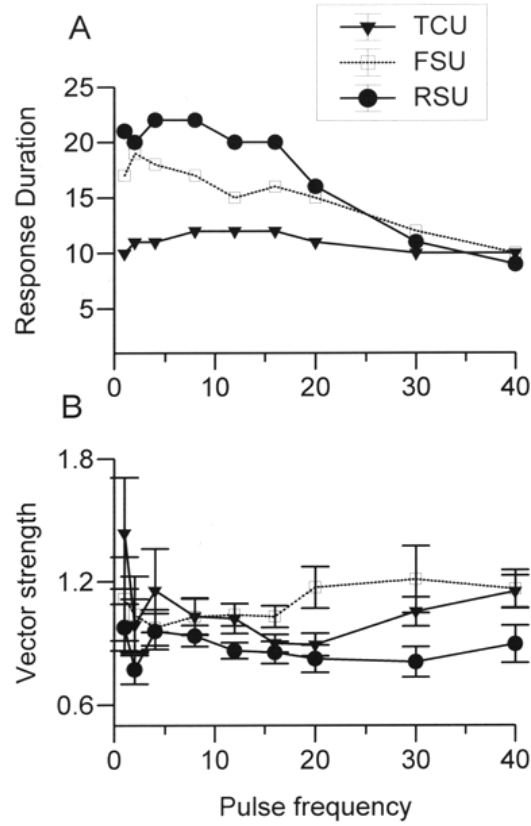 A
TCU
FSU
RSU
25
20
15
10
5
Response Duration
0
10
20
30
40
B
1.8
1.2
0.6
Vector strength
0
10
20
30
40
Pulse frequency